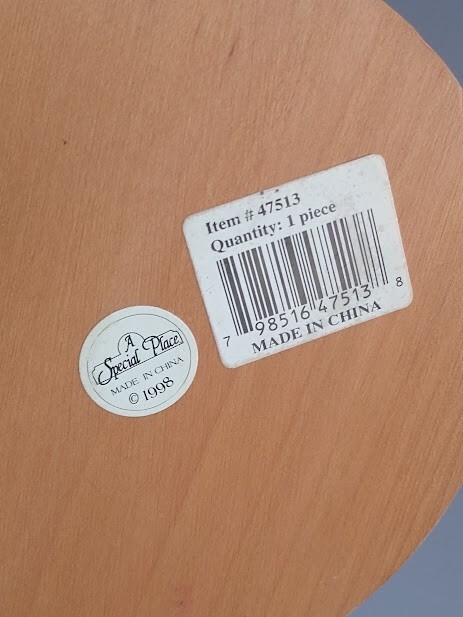 Item # 47513
Quantity: 1 piece
7 98516 47513 8
MADE IN CHINA
A
Special Place
MADE IN CHINA
© 1998